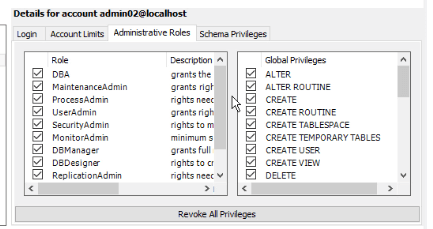 Details for account admin02@localhost
Login Account Limits Administrative Roles Schema Privileges
Role Description
DBA grants the
MaintenanceAdmin grants righ
ProcessAdmin rights neec
UserAdmin grants righ
SecurityAdmin rights to m
MonitorAdmin minimum s
DBManager grants full
DBDesigner rights to cr
ReplicationAdmin rights neec
Global Privileges
ALTER
ALTER ROUTINE
CREATE
CREATE ROUTINE
CREATE TABLESPACE
CREATE TEMPORARY TABLES
CREATE USER
CREATE VIEW
DELETE
Revoke All Privileges